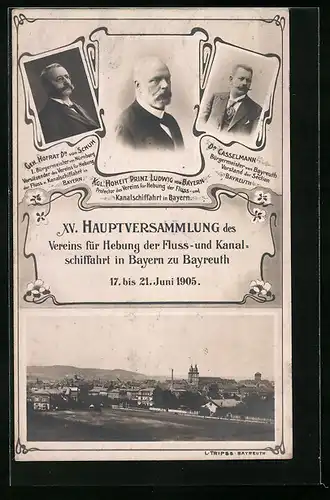 Geh. Hofrat Dr. von Schuh
I. Bürgermeister von Nürnberg
Vorsitzender des Vereins f. Hebung
der Fluss- u. Kanalschiffahrt in
Bayern
Kgl. Hoheit Prinz Ludwig von Bayern
Protector des Vereins für Hebung der Fluss- und
Kanalschiffahrt in Bayern.
Dr. Casselmann
Bürgermeister von Bayreuth
Vorstand der Section
Bayreuth
XV. Hauptversammlung des
Vereins für Hebung der Fluss- und Kanal-
schiffahrt in Bayern zu Bayreuth
17. bis 21. Juni 1905.
L. Tripss Bayreuth